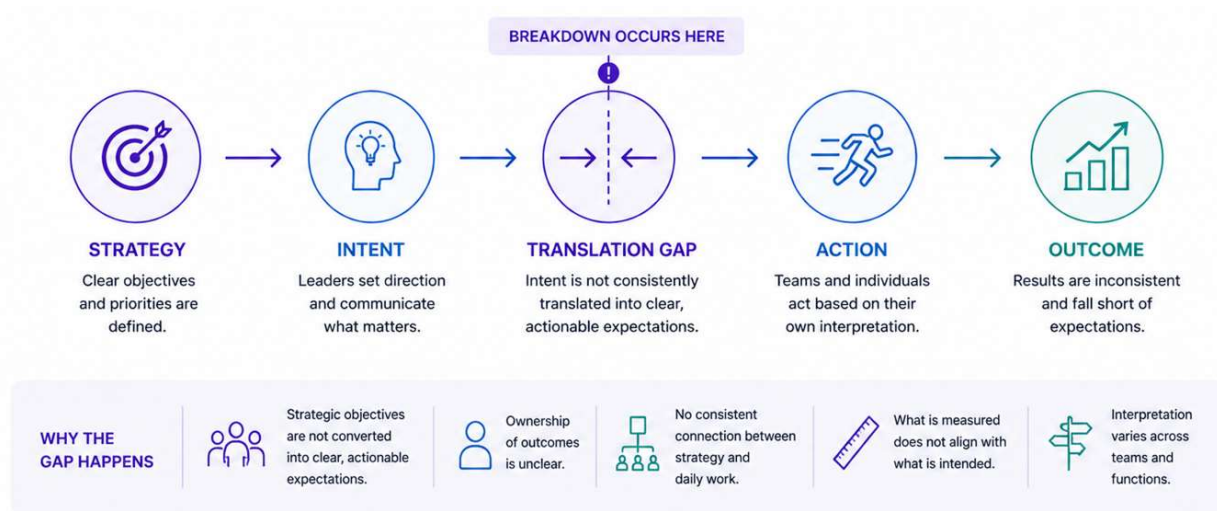 BREAKDOWN OCCURS HERE
!
STRATEGY
Clear objectives
and priorities are
defined.
INTENT
Leaders set direction
and communicate
what matters.
TRANSLATION GAP
Intent is not consistently
translated into clear,
actionable expectations.
ACTION
Teams and individuals
act based on their
own interpretation.
OUTCOME
Results are inconsistent
and fall short of
expectations.
WHY THE
GAP HAPPENS
Strategic objectives
are not converted
into clear, actionable
expectations.
Ownership
of outcomes
is unclear.
No consistent
connection between
strategy and
daily work.
What is measured
does not align with
what is intended.
Interpretation
varies across
teams and
functions.